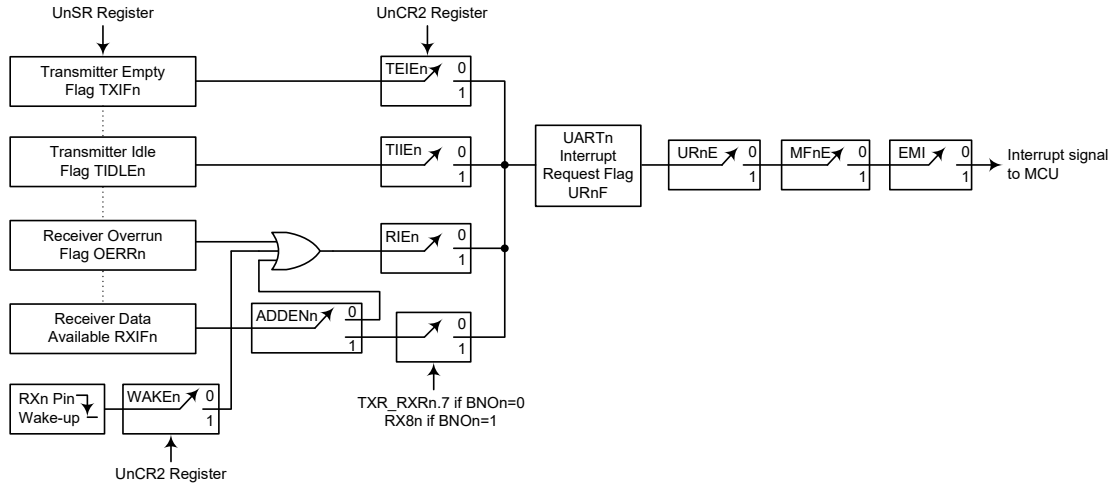 UnSR Register
UnCR2 Register
Transmitter Empty
Flag TXIFn
TEIEn
0
1
Transmitter Idle
Flag TIDLEn
TIIEn
0
1
UARTn
Interrupt
Request Flag
URnF
URnE
0
1
MFnE
0
1
EMI
0
1
Interrupt signal
to MCU
Receiver Overrun
Flag OERRn
RIEn
0
1
Receiver Data
Available RXIFn
ADDENn
0
1
0
1
RXn Pin
Wake-up
WAKEn
0
1
TXR_RXRn.7 if BNOn=0
RX8n if BNOn=1
UnCR2 Register